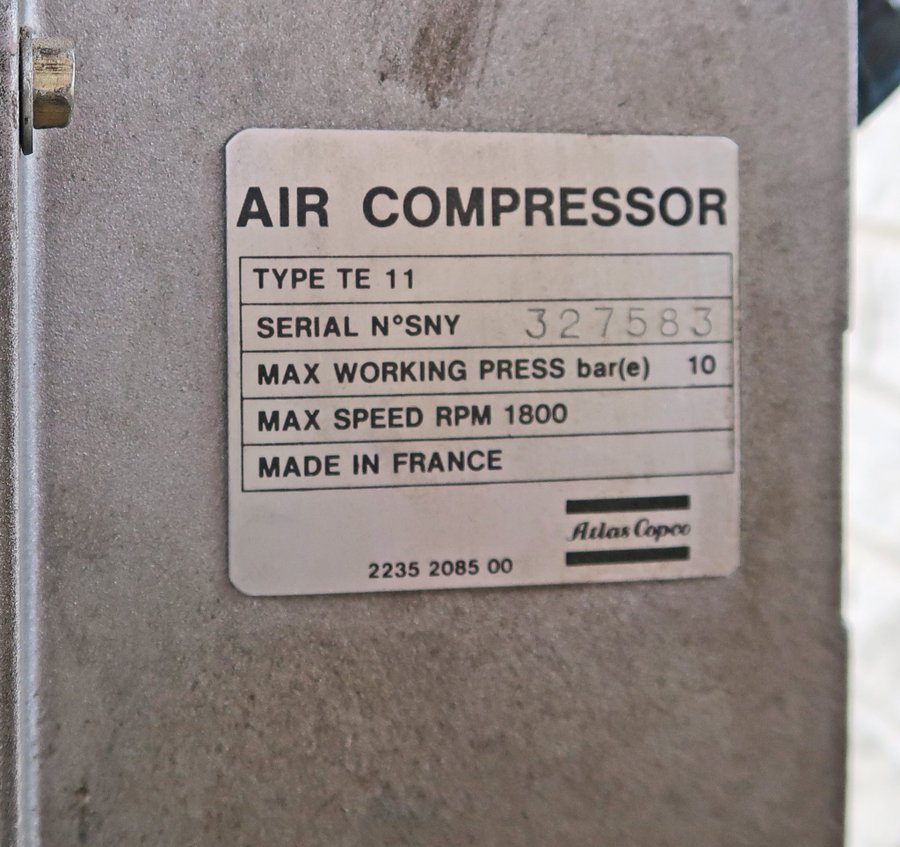 AIR COMPRESSOR
TYPE TE 11
SERIAL N°SNY 327583
MAX WORKING PRESS bar(e) 10
MAX SPEED RPM 1800
MADE IN FRANCE
Atlas Copco
2235 2085 00